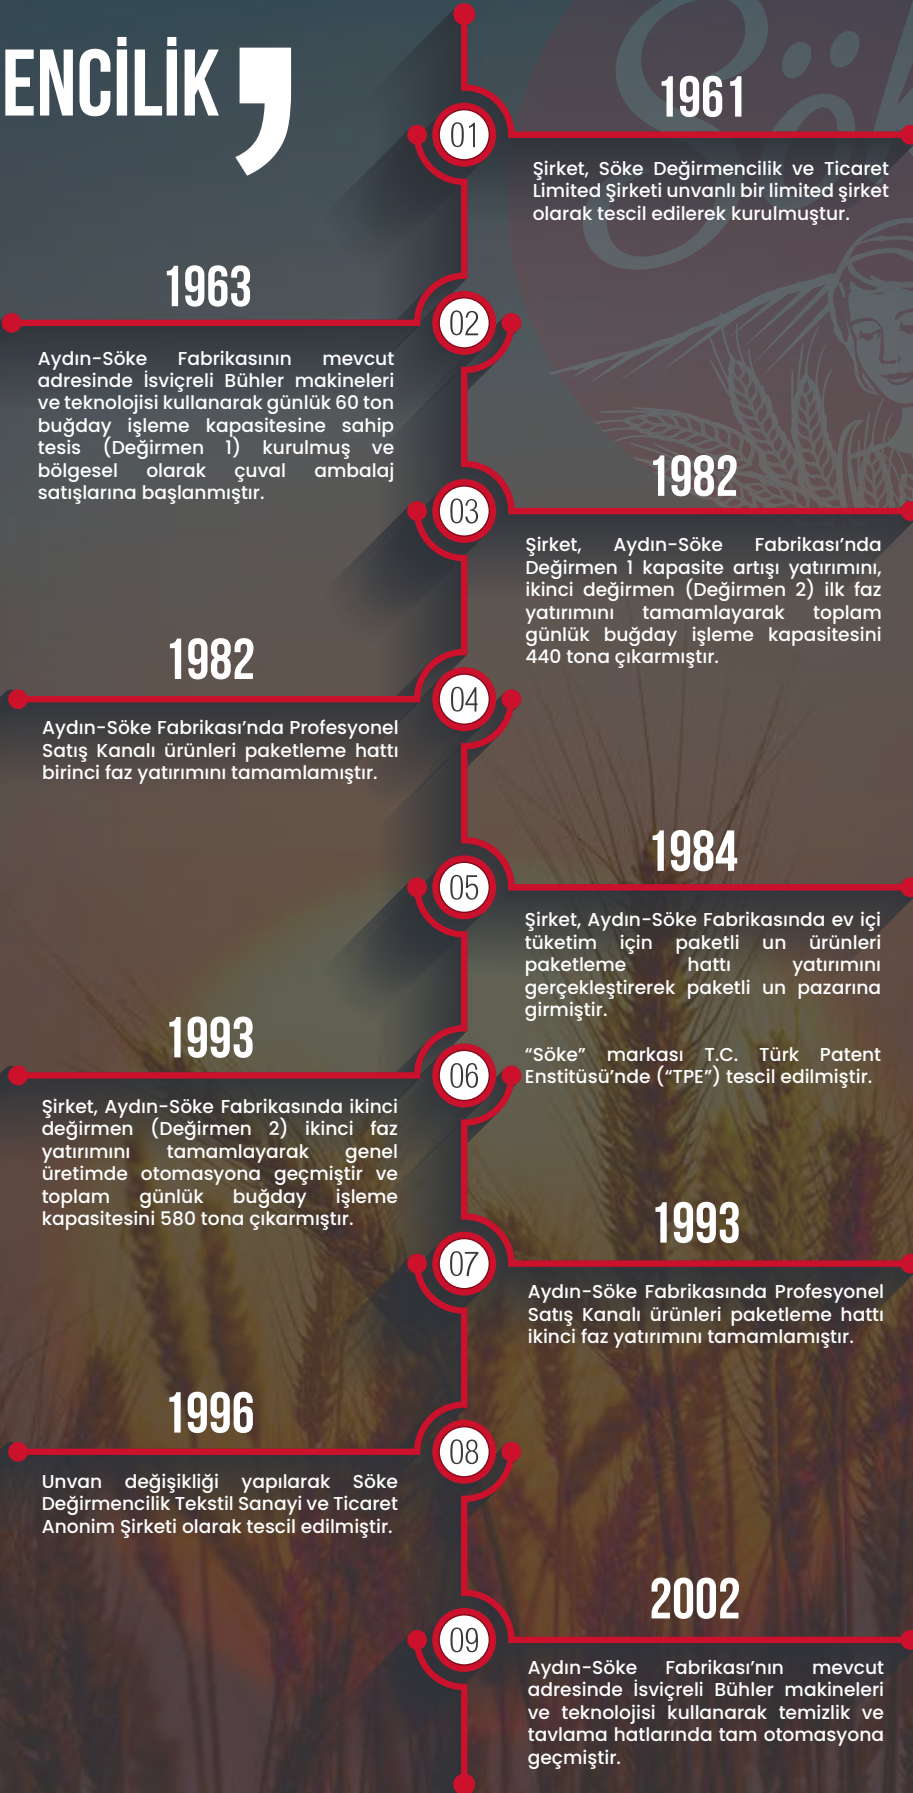 ENCİLİK
1961
01
Şirket, Söke Değirmencilik ve Ticaret
Limited Şirketi unvanlı bir limited şirket
olarak tescil edilerek kurulmuştur.
1963
02
Aydın-Söke Fabrikasının mevcut
adresinde İsviçreli Bühler makineleri
ve teknolojisi kullanarak günlük 60 ton
buğday işleme kapasitesine sahip
tesis (Değirmen 1) kurulmuş ve
bölgesel olarak çuval ambalaj
satışlarına başlanmıştır.
1982
03
Şirket, Aydın-Söke Fabrikası’nda
Değirmen 1 kapasite artışı yatırımını,
ikinci değirmen (Değirmen 2) ilk faz
yatırımını tamamlayarak toplam
günlük buğday işleme kapasitesini
440 tona çıkarmıştır.
1982
04
Aydın-Söke Fabrikası’nda Profesyonel
Satış Kanalı ürünleri paketleme hattı
birinci faz yatırımını tamamlamıştır.
1984
05
Şirket, Aydın-Söke Fabrikasında ev içi
tüketim için paketli un ürünleri
paketleme hattı yatırımını
gerçekleştirerek paketli un pazarına
girmiştir.
“Söke” markası T.C. Türk Patent
Enstitüsü’nde (“TPE”) tescil edilmiştir.
1993
06
Şirket, Aydın-Söke Fabrikasında ikinci
değirmen (Değirmen 2) ikinci faz
yatırımını tamamlayarak genel
üretimde otomasyona geçmiştir ve
toplam günlük buğday işleme
kapasitesini 580 tona çıkarmıştır.
1993
07
Aydın-Söke Fabrikasında Profesyonel
Satış Kanalı ürünleri paketleme hattı
ikinci faz yatırımını tamamlamıştır.
1996
08
Unvan değişikliği yapılarak Söke
Değirmencilik Tekstil Sanayi ve Ticaret
Anonim Şirketi olarak tescil edilmiştir.
2002
09
Aydın-Söke Fabrikası’nın mevcut
adresinde İsviçreli Bühler makineleri
ve teknolojisi kullanarak temizlik ve
tavlama hatlarında tam otomasyona
geçmiştir.